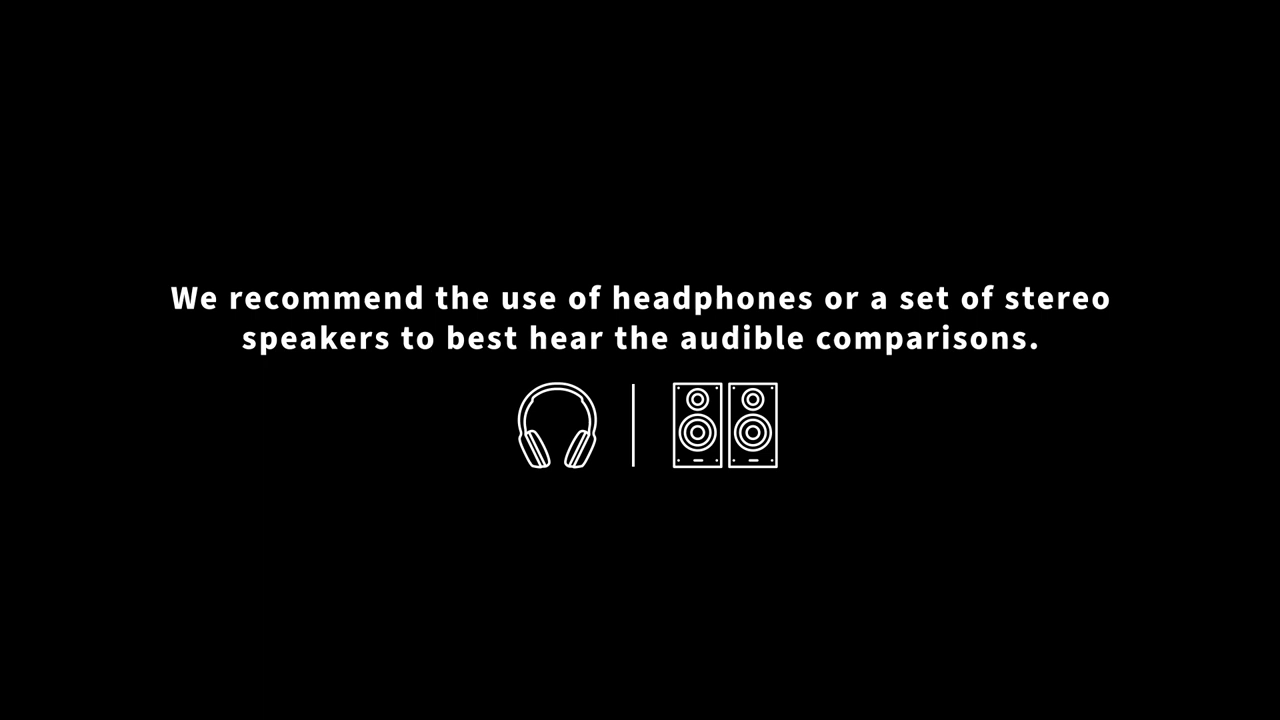 We recommend the use of headphones or a set of stereo
speakers to best hear the audible comparisons.